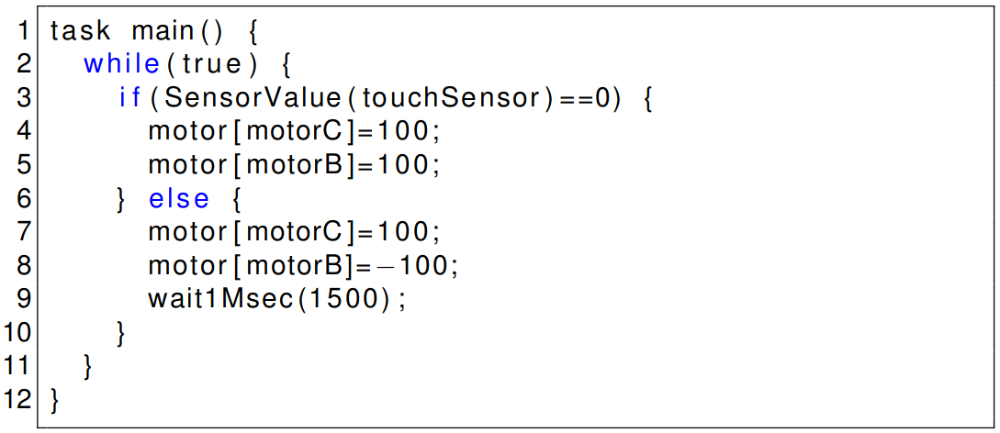 1 task main() {
2 while(true) {
3 if(SensorValue(touchSensor)==0) {
4 motor[motorC]=100;
5 motor[motorB]=100;
6 } else {
7 motor[motorC]=100;
8 motor[motorB]=−100;
9 wait1Msec(1500);
10 }
11 }
12 }